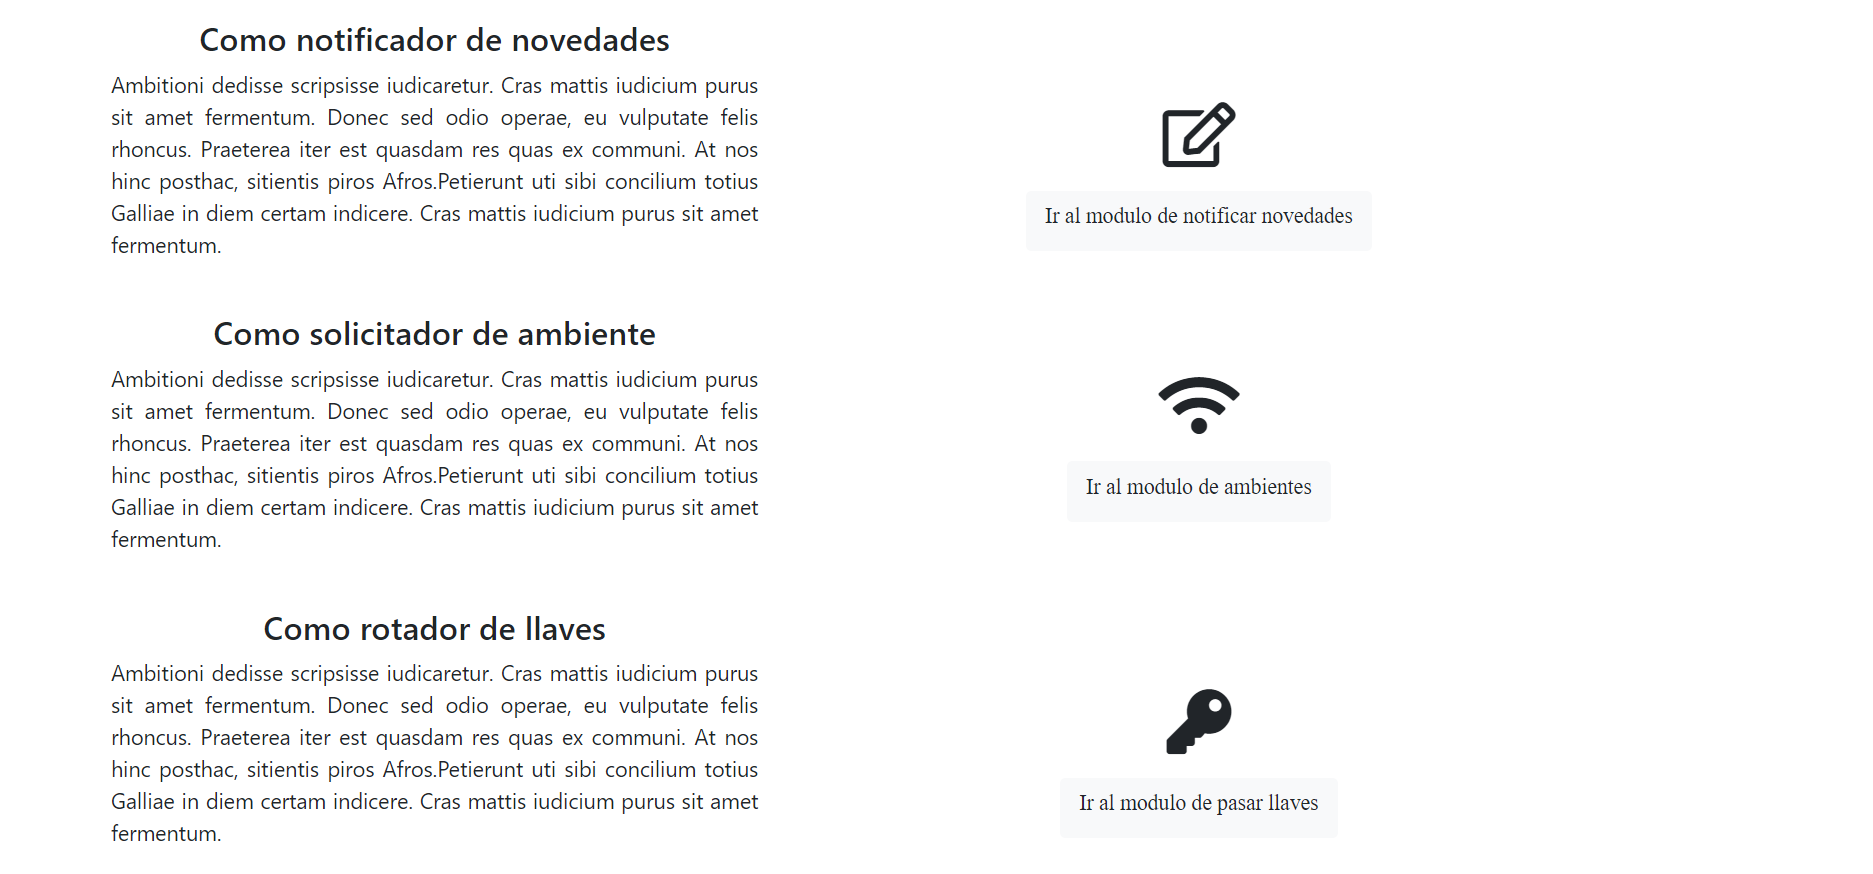 Como notificador de novedades
Ambitioni dedisse scripsisse iudicaretur. Cras mattis iudicium purus
sit amet fermentum. Donec sed odio operae, eu vulputate felis
rhoncus. Praeterea iter est quasdam res quas ex communi. At nos
hinc posthac, sitientis piros Afros.Petierunt uti sibi concilium totius
Galliae in diem certam indicere. Cras mattis iudicium purus sit amet
fermentum.
Ir al modulo de notificar novedades
Como solicitador de ambiente
Ambitioni dedisse scripsisse iudicaretur. Cras mattis iudicium purus
sit amet fermentum. Donec sed odio operae, eu vulputate felis
rhoncus. Praeterea iter est quasdam res quas ex communi. At nos
hinc posthac, sitientis piros Afros.Petierunt uti sibi concilium totius
Galliae in diem certam indicere. Cras mattis iudicium purus sit amet
fermentum.
Ir al modulo de ambientes
Como rotador de llaves
Ambitioni dedisse scripsisse iudicaretur. Cras mattis iudicium purus
sit amet fermentum. Donec sed odio operae, eu vulputate felis
rhoncus. Praeterea iter est quasdam res quas ex communi. At nos
hinc posthac, sitientis piros Afros.Petierunt uti sibi concilium totius
Galliae in diem certam indicere. Cras mattis iudicium purus sit amet
fermentum.
Ir al modulo de pasar llaves